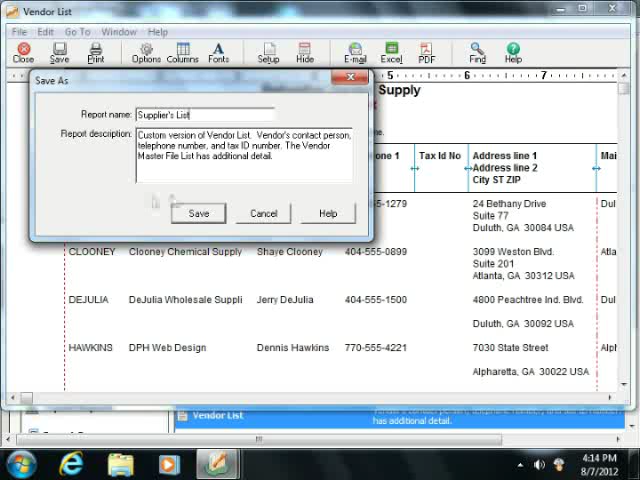 Vendor List
File Edit Go To Window Help
Close Save Print Options Columns Fonts Setup Hide E-mail Excel PDF Find Help
Save As
Report name: Supplier's List
Report description: Custom version of Vendor List. Vendor's contact person,
telephone number, and tax ID number. The Vendor
Master File List has additional detail.
Save Cancel Help
5 6 7
Supply
Tax Id No
Address line 1
Address line 2
City ST ZIP
24 Bethany Drive
Suite 77
Duluth, GA 30084 USA
CLOONEY Clooney Chemical Supply Shaye Clooney 404-555-0899 3099 Weston Blvd.
Suite 201
Atlanta, GA 30312 USA
DEJULIA DeJulia Wholesale Suppli Jerry DeJulia 404-555-1500 4800 Peachtree Ind. Blvd.
Duluth, GA 30092 USA
HAWKINS DPH Web Design Dennis Hawkins 770-555-4221 7030 State Street
Alpharetta, GA 30022 USA
Vendor List
has additional detail.
4:14 PM
8/7/2012